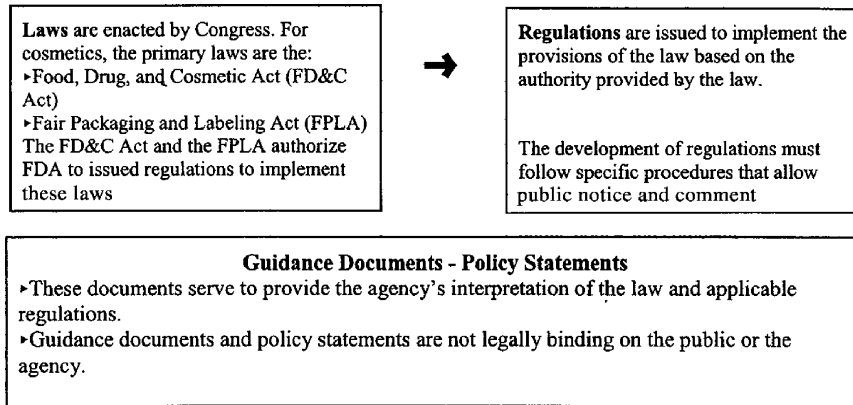 Laws are enacted by Congress. For
cosmetics, the primary laws are the:
▸Food, Drug, and Cosmetic Act (FD&C
Act)
▸Fair Packaging and Labeling Act (FPLA)
The FD&C Act and the FPLA authorize
FDA to issued regulations to implement
these laws
Regulations are issued to implement the
provisions of the law based on the
authority provided by the law.
The development of regulations must
follow specific procedures that allow
public notice and comment
Guidance Documents - Policy Statements
▸These documents serve to provide the agency's interpretation of the law and applicable
regulations.
▸Guidance documents and policy statements are not legally binding on the public or the
agency.